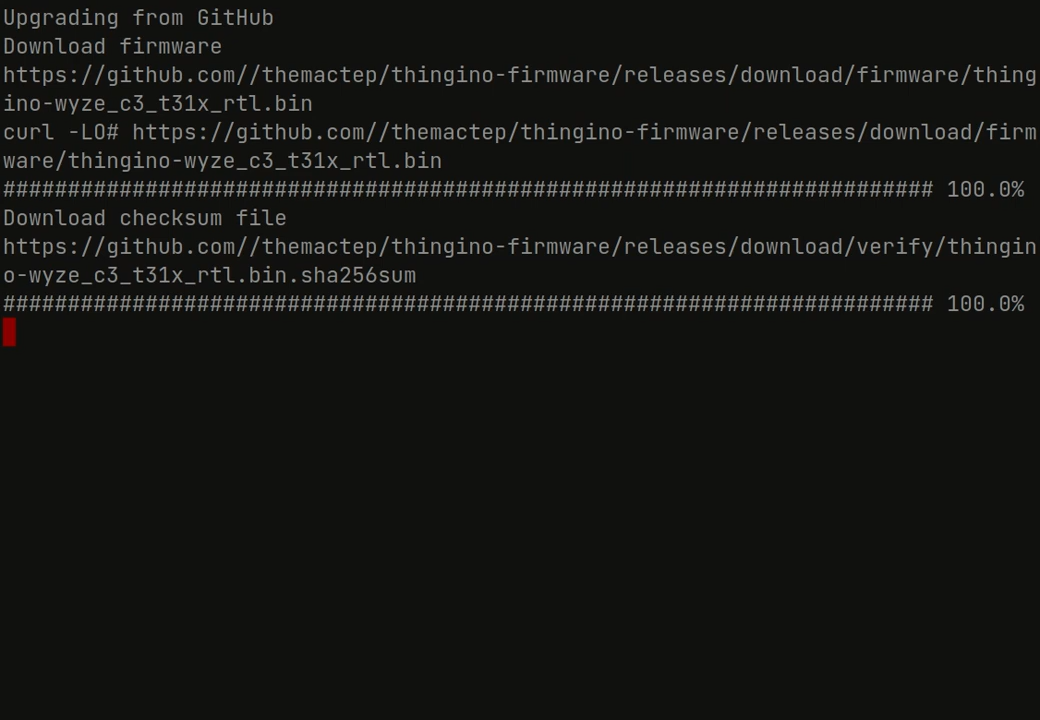 Upgrading from GitHub
Download firmware
https://github.com//themactep/thingino-firmware/releases/download/firmware/thing
ino-wyze_c3_t31x_rtl.bin
curl -LO# https://github.com//themactep/thingino-firmware/releases/download/firm
ware/thingino-wyze_c3_t31x_rtl.bin
######################################################################## 100.0%
Download checksum file
https://github.com//themactep/thingino-firmware/releases/download/verify/thingin
o-wyze_c3_t31x_rtl.bin.sha256sum
######################################################################## 100.0%